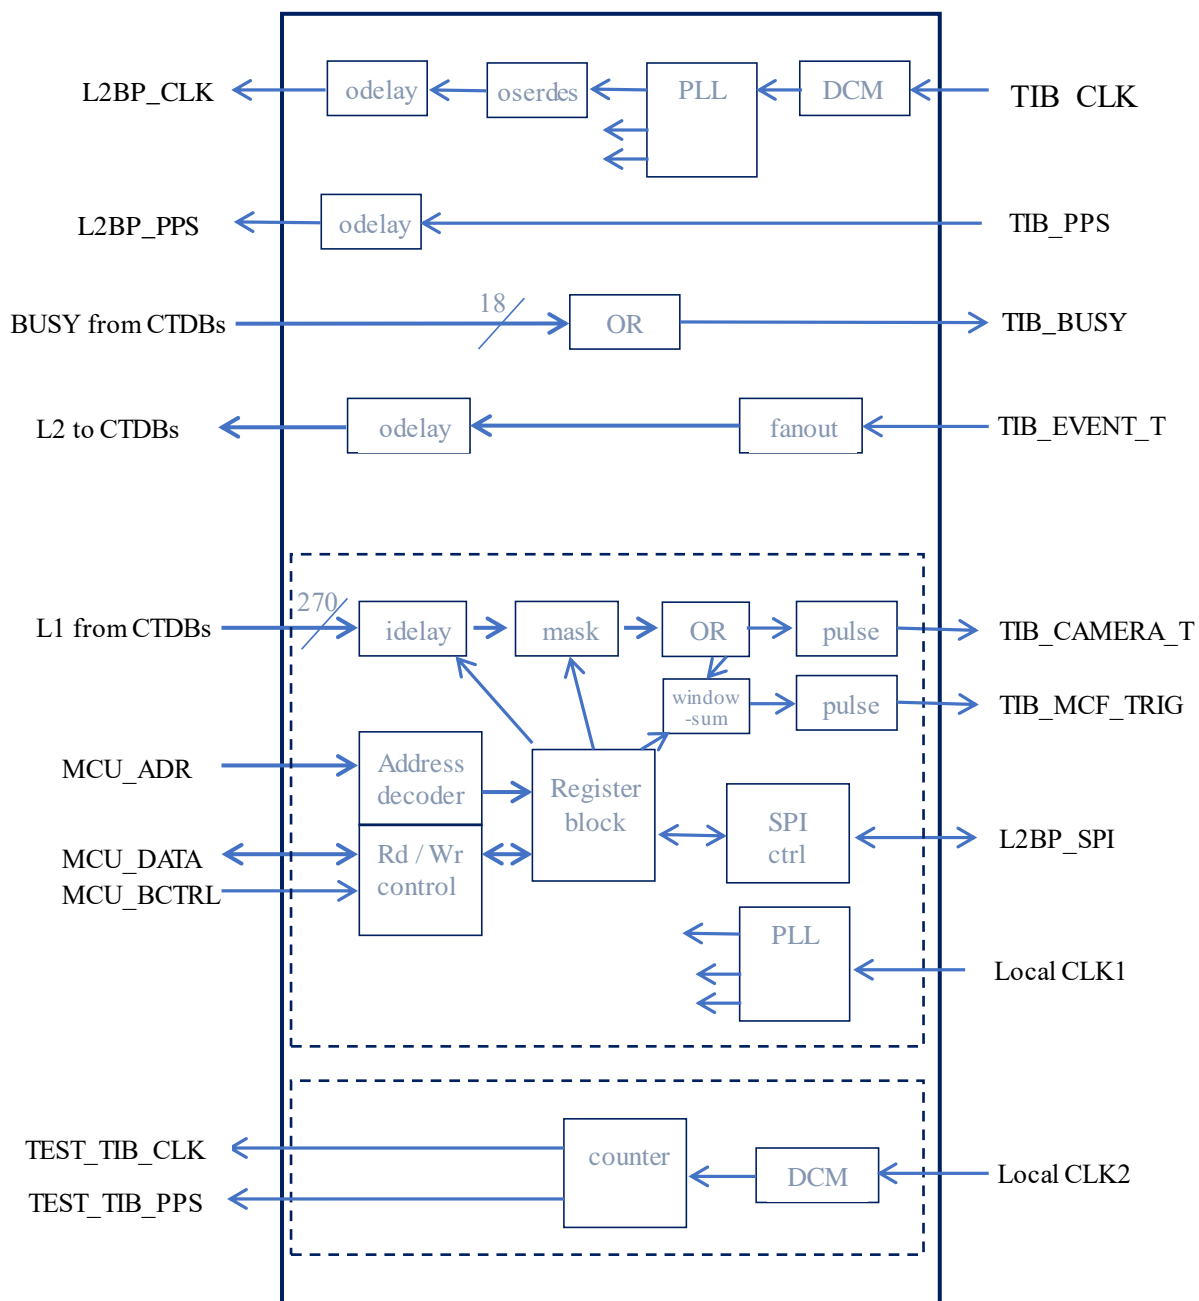 L2BP_CLK
odelay
oserdes
PLL
DCM
TIB CLK
L2BP_PPS
odelay
TIB_PPS
BUSY from CTDBs
18
OR
TIB_BUSY
L2 to CTDBs
odelay
fanout
TIB_EVENT_T
L1 from CTDBs
270
idelay
mask
OR
pulse
TIB_CAMERA_T
window
-sum
pulse
TIB_MCF_TRIG
MCU_ADR
Address
decoder
Register
block
SPI
ctrl
L2BP_SPI
MCU_DATA
MCU_BCTRL
Rd / Wr
control
PLL
Local CLK1
TEST_TIB_CLK
TEST_TIB_PPS
counter
DCM
Local CLK2